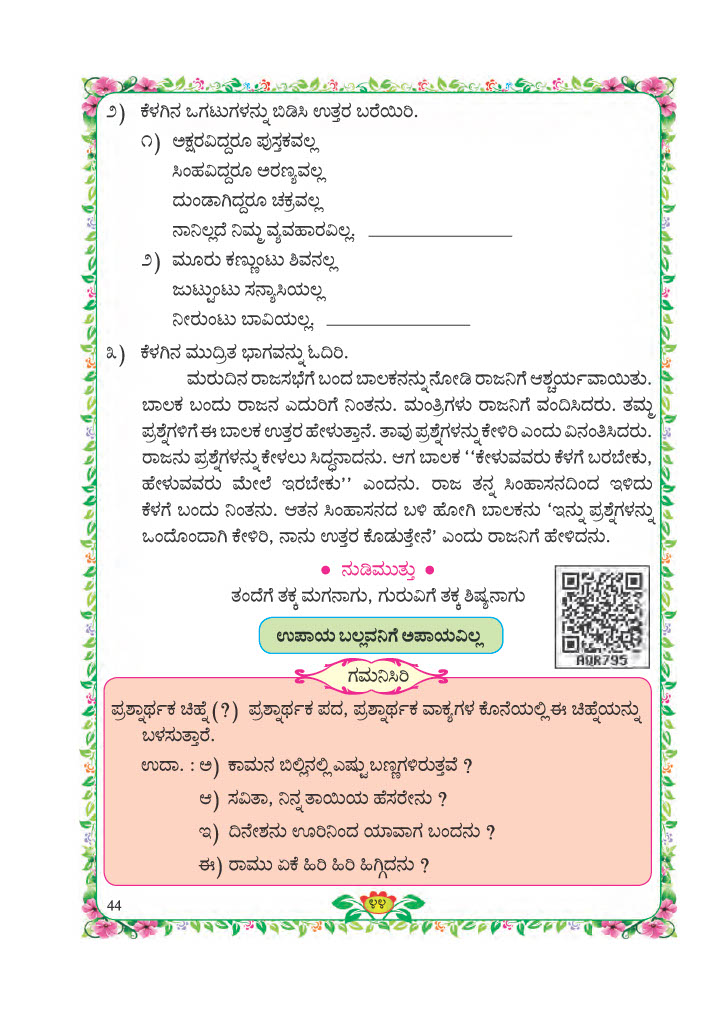 ೨) ಕೆಳಗಿನ ಒಗಟುಗಳನ್ನು ಬಿಡಿಸಿ ಉತ್ತರ ಬರೆಯಿರಿ.
೧) ಅಕ್ಷರವಿದ್ದರೂ ಪುಸ್ತಕವಲ್ಲ
ಸಿಂಹವಿದ್ದರೂ ಅರಣ್ಯವಲ್ಲ
ದುಂಡಾಗಿದ್ದರೂ ಚಕ್ರವಲ್ಲ
ನಾನಿಲ್ಲದೆ ನಿಮ್ಮ ವ್ಯವಹಾರವಿಲ್ಲ.
೨) ಮೂರು ಕಣ್ಣುಂಟು ಶಿವನಲ್ಲ
ಜುಟ್ಟುಂಟು ಸನ್ಯಾಸಿಯಲ್ಲ
ನೀರುಂಟು ಬಾವಿಯಲ್ಲ.
೩) ಕೆಳಗಿನ ಮುದ್ರಿತ ಭಾಗವನ್ನು ಓದಿರಿ.
ಮರುದಿನ ರಾಜಸಭೆಗೆ ಬಂದ ಬಾಲಕನನ್ನು ನೋಡಿ ರಾಜನಿಗೆ ಆಶ್ಚರ್ಯವಾಯಿತು.
ಬಾಲಕ ಬಂದು ರಾಜನ ಎದುರಿಗೆ ನಿಂತನು. ಮಂತ್ರಿಗಳು ರಾಜನಿಗೆ ವಂದಿಸಿದರು. ತಮ್ಮ
ಪ್ರಶ್ನೆಗಳಿಗೆ ಈ ಬಾಲಕ ಉತ್ತರ ಹೇಳುತ್ತಾನೆ. ತಾವು ಪ್ರಶ್ನೆಗಳನ್ನು ಕೇಳಿರಿ ಎಂದು ವಿನಂತಿಸಿದರು.
ರಾಜನು ಪ್ರಶ್ನೆಗಳನ್ನು ಕೇಳಲು ಸಿದ್ಧನಾದನು. ಆಗ ಬಾಲಕ ‘‘ಕೇಳುವವರು ಕೆಳಗೆ ಬರಬೇಕು,
ಹೇಳುವವರು ಮೇಲೆ ಇರಬೇಕು’’ ಎಂದನು. ರಾಜ ತನ್ನ ಸಿಂಹಾಸನದಿಂದ ಇಳಿದು
ಕೆಳಗೆ ಬಂದು ನಿಂತನು. ಆತನ ಸಿಂಹಾಸನದ ಬಳಿ ಹೋಗಿ ಬಾಲಕನು ‘ಇನ್ನು ಪ್ರಶ್ನೆಗಳನ್ನು
ಒಂದೊಂದಾಗಿ ಕೇಳಿರಿ, ನಾನು ಉತ್ತರ ಕೊಡುತ್ತೇನೆ’ ಎಂದು ರಾಜನಿಗೆ ಹೇಳಿದನು.
• ನುಡಿಮುತ್ತು •
ತಂದೆಗೆ ತಕ್ಕ ಮಗನಾಗು, ಗುರುವಿಗೆ ತಕ್ಕ ಶಿಷ್ಯನಾಗು
ಉಪಾಯ ಬಲ್ಲವನಿಗೆ ಅಪಾಯವಿಲ್ಲ
AQR795
ಗಮನಿಸಿರಿ
ಪ್ರಶ್ನಾರ್ಥಕ ಚಿಹ್ನೆ (?) ಪ್ರಶ್ನಾರ್ಥಕ ಪದ, ಪ್ರಶ್ನಾರ್ಥಕ ವಾಕ್ಯಗಳ ಕೊನೆಯಲ್ಲಿ ಈ ಚಿಹ್ನೆಯನ್ನು
ಬಳಸುತ್ತಾರೆ.
ಉದಾ. : ಅ) ಕಾಮನ ಬಿಲ್ಲಿನಲ್ಲಿ ಎಷ್ಟು ಬಣ್ಣಗಳಿರುತ್ತವೆ ?
ಆ) ಸವಿತಾ, ನಿನ್ನ ತಾಯಿಯ ಹೆಸರೇನು ?
ಇ) ದಿನೇಶನು ಊರಿನಿಂದ ಯಾವಾಗ ಬಂದನು ?
ಈ) ರಾಮು ಏಕೆ ಹಿರಿ ಹಿರಿ ಹಿಗ್ಗಿದನು ?
44
೪೪